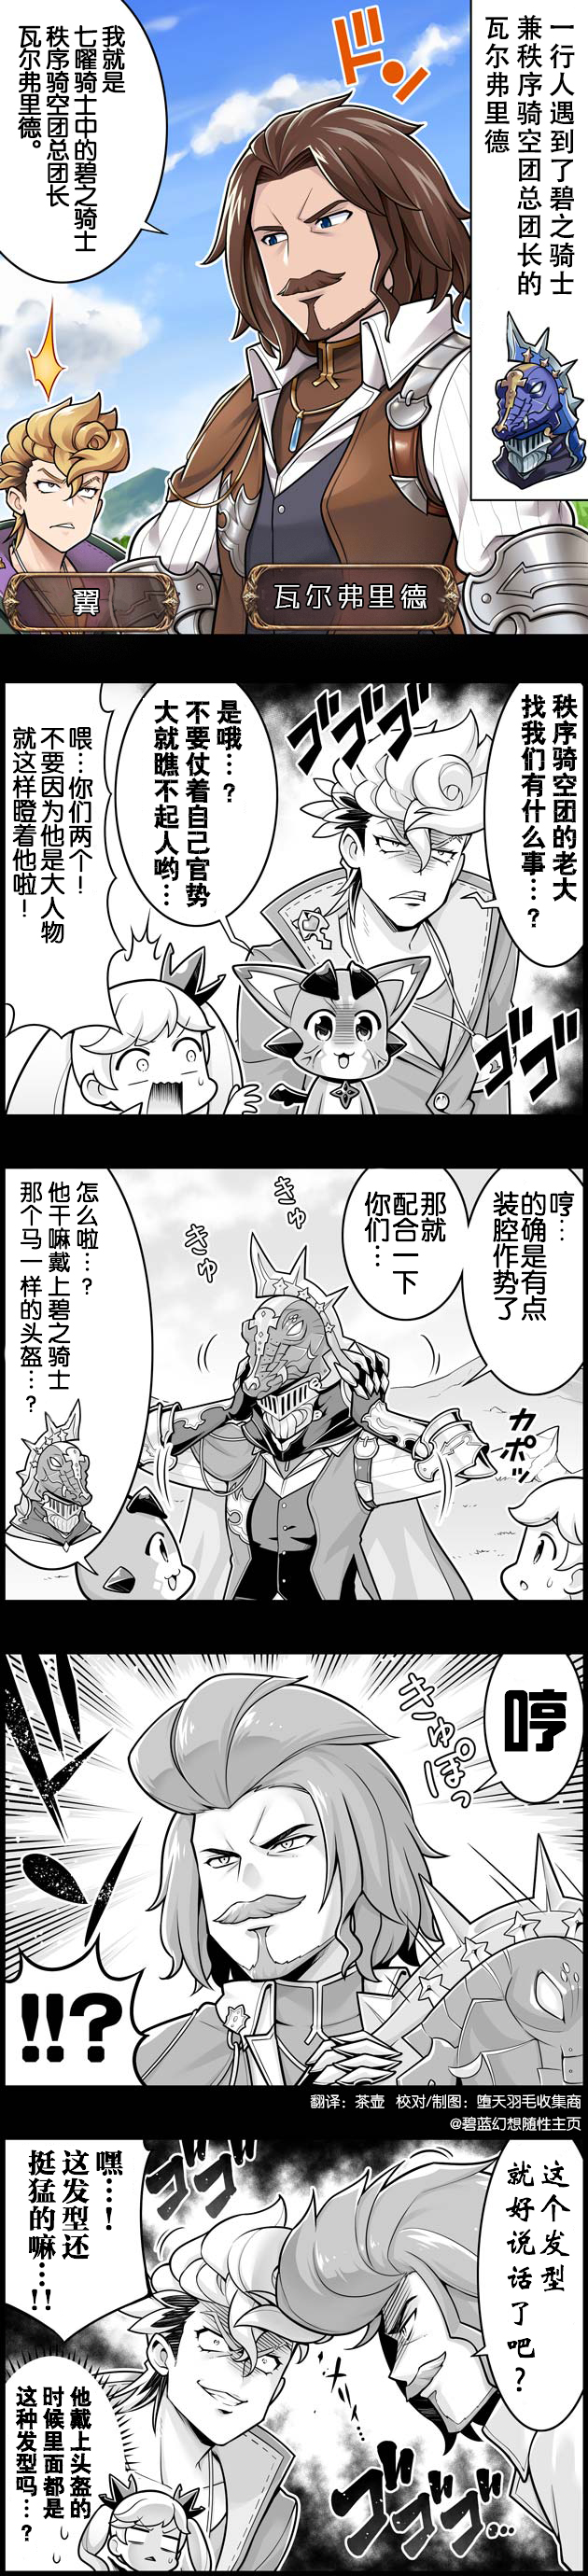 一行人遇到了碧之骑士
兼秩序骑空团总团长的
瓦尔弗里德
ドン
我就是
七曜骑士中的碧之骑士
秩序骑空团总团长
瓦尔弗里德。
翼
瓦尔弗里德
秩序骑空团的老大
找我们有什么事…?
ゴゴゴ
是哦…?
不要仗着自己官势
大就瞧不起人哟…
喂…你们两个!
不要因为他是大人物
就这样瞪着他啦!
ゴゴ
哼…
的确是有点
装腔作势了
那就
配合一下
你们…
きゅ
きゅ
怎么啦…?
他干嘛戴上碧之骑士
那个马一样的头盔…?
カポッ
哼
きゅぽっ
ドン
!!?
翻译：茶壶 校对/制图：堕天羽毛收集商
@碧蓝幻想随性主页
这个发型
就好说话了吧?
ゴゴ
嘿…!
这发型还
挺猛的嘛…!!
他戴上头盔的
时候里面都是
这种发型吗…?
ゴゴゴ…